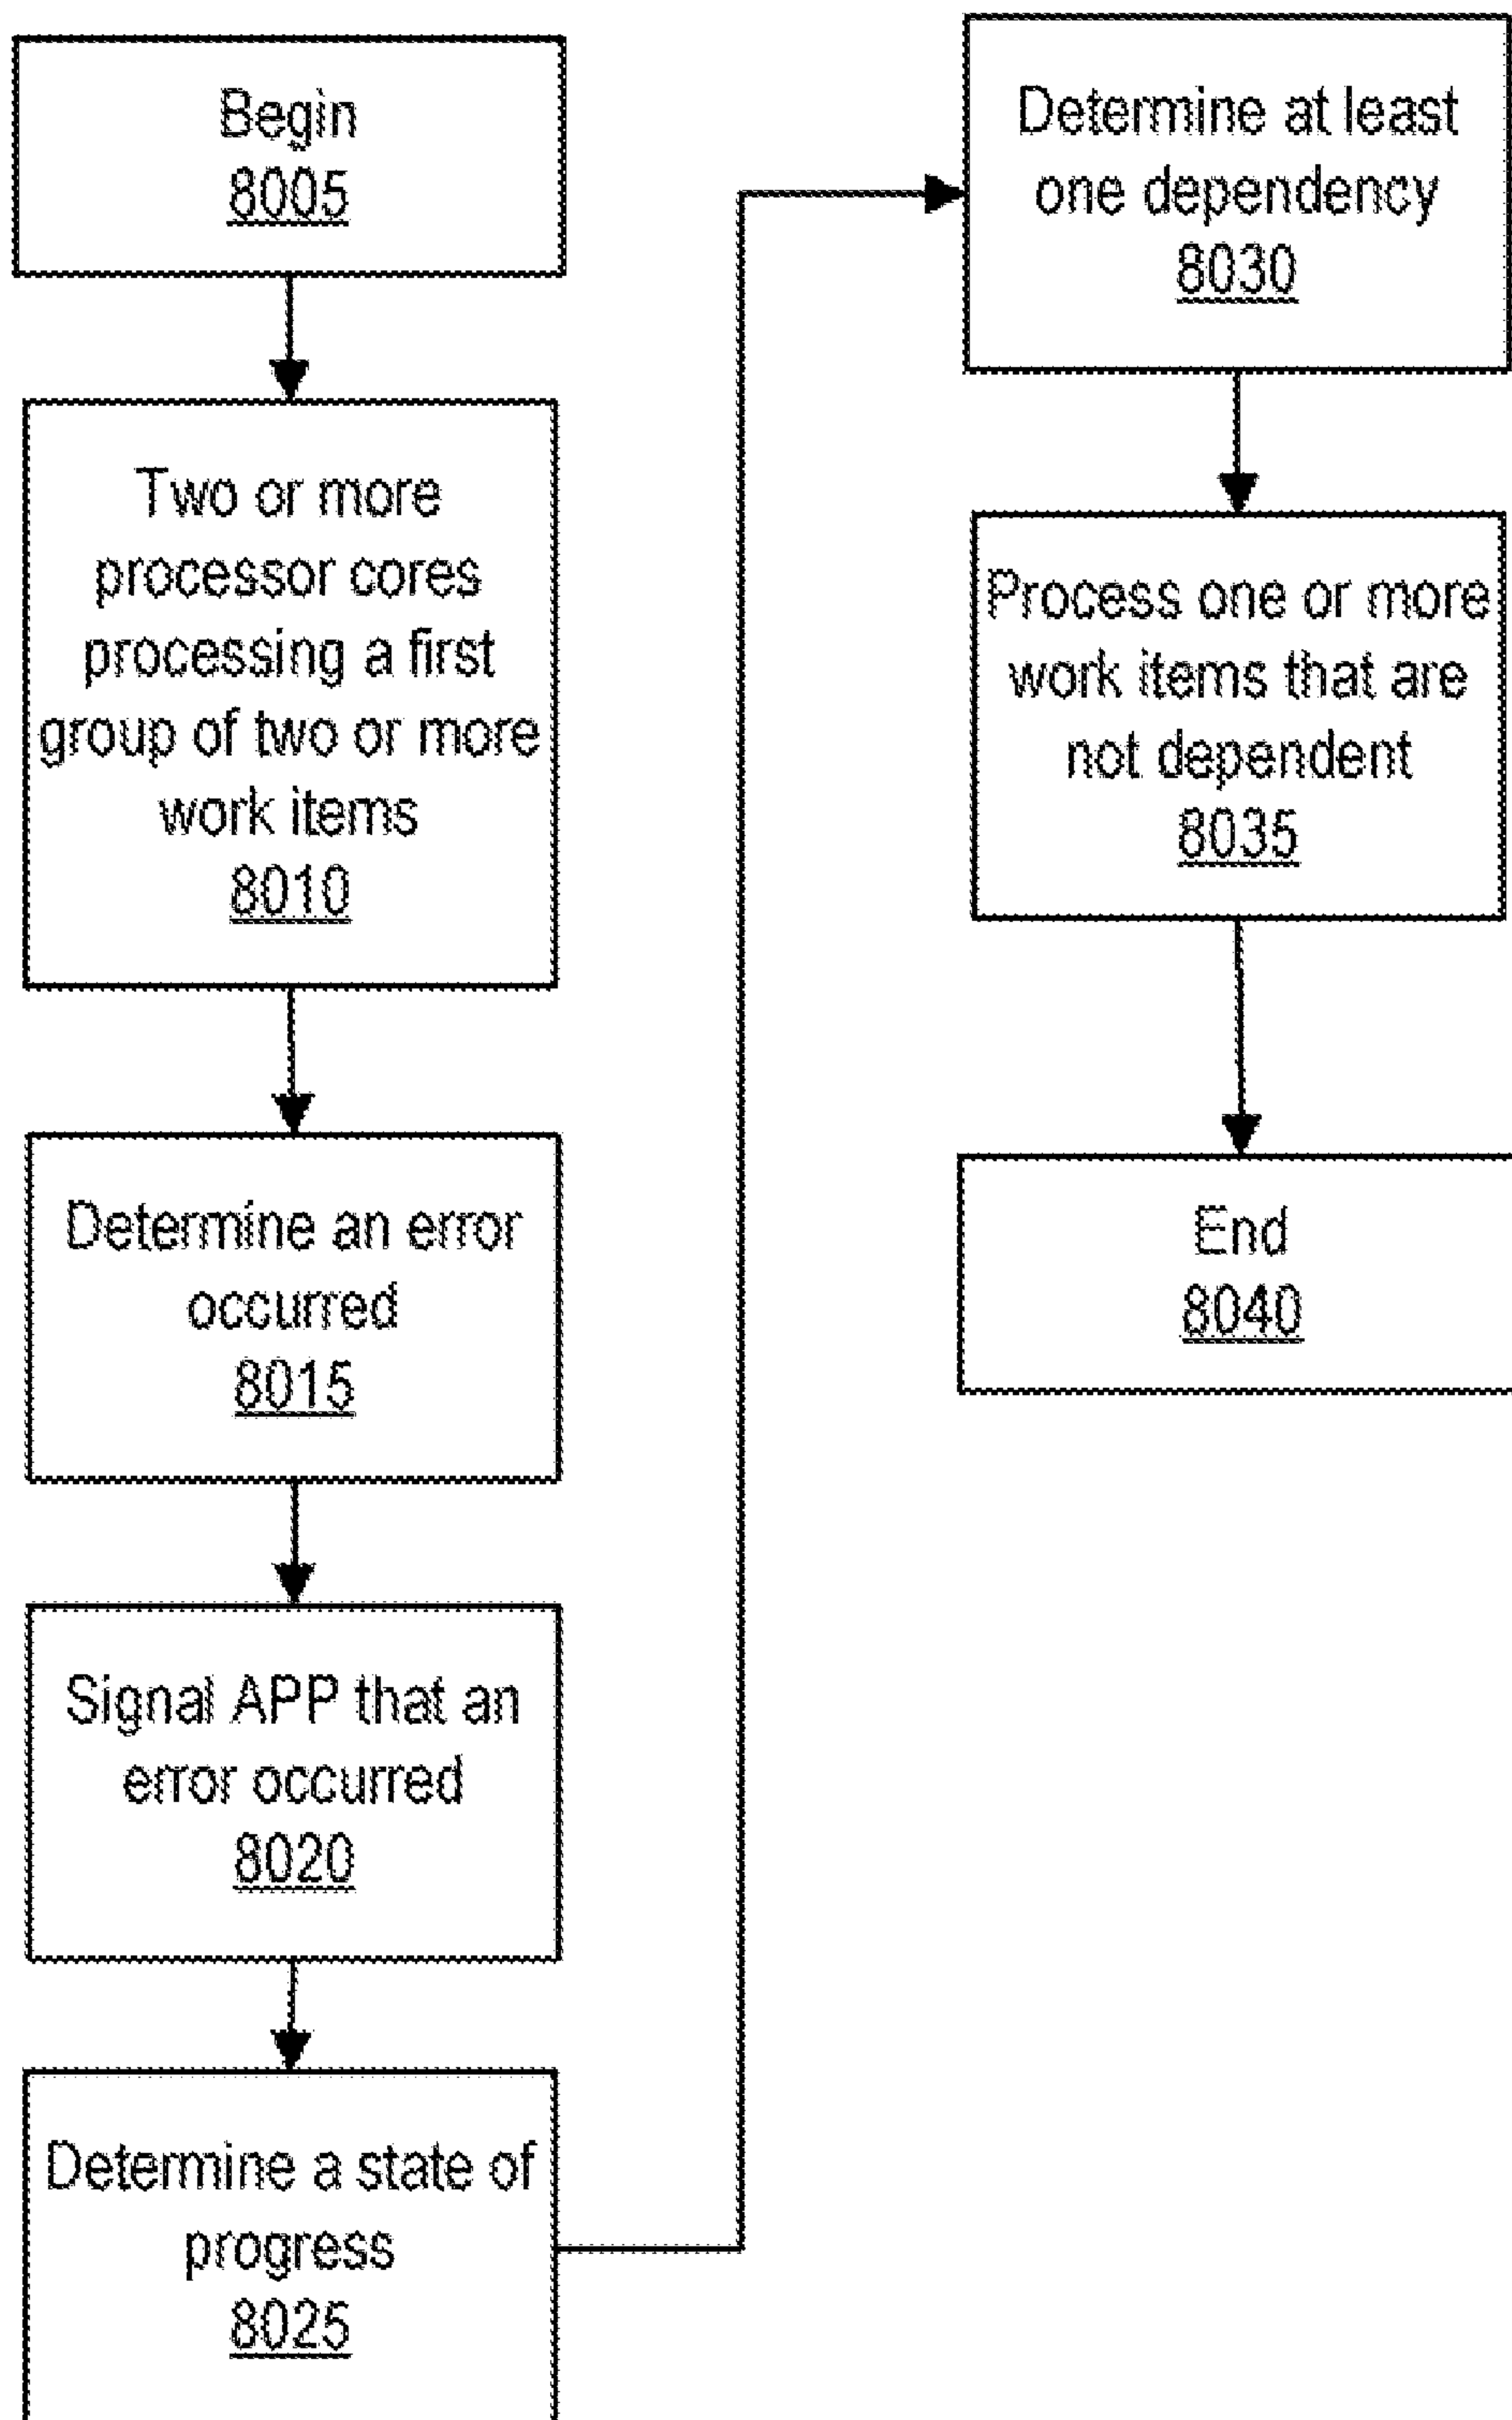 Begin
8005
Two or more
processor cores
processing a first
group of two or more
work items
8010
Determine an error
occurred
8015
Signal APP that an
error occurred
8020
Determine a state of
progress
8025
Determine at least
one dependency
8030
Process one or more
work items that are
not dependent
8035
End
8040